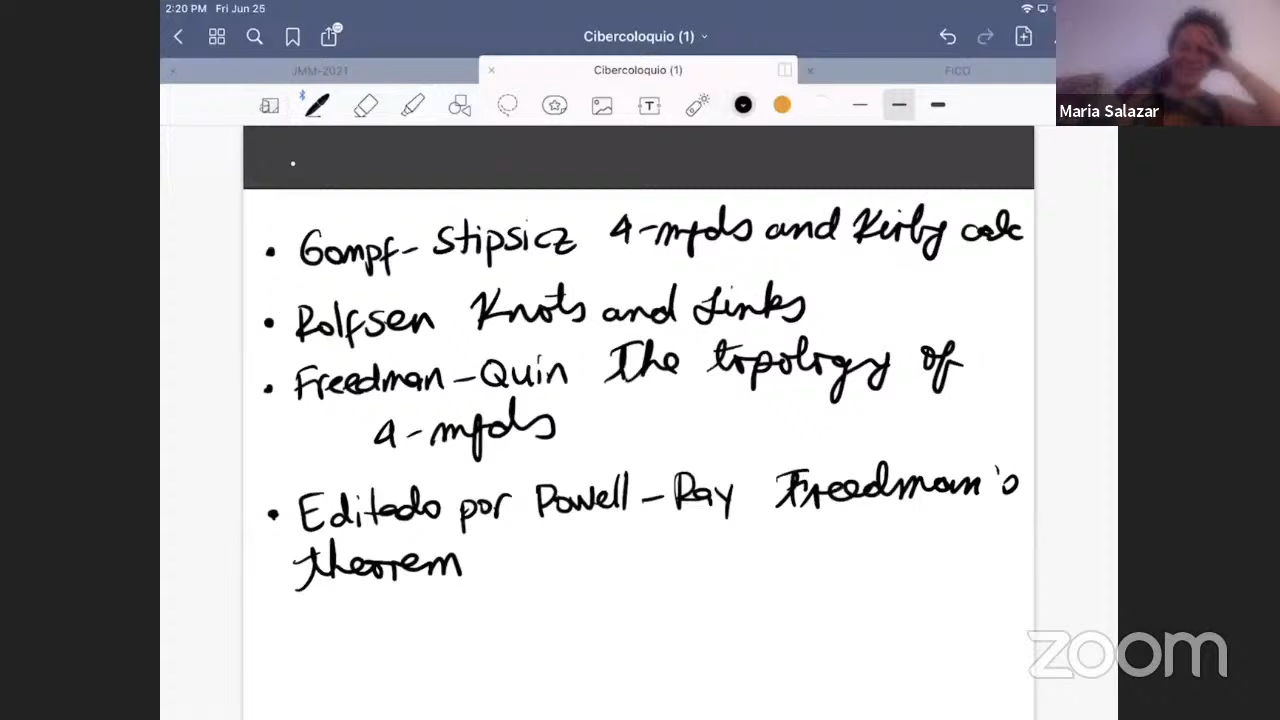 2:20 PM Fri Jun 25
Cibercoloquio (1)
JMM-2021
Cibercoloquio (1)
FICO
Maria Salazar
• Gompf-Stipsicz 4-mfds and Kirby calc
• Rolfsen Knots and Links
• Freedman-Quin The topology of
4-mfds
• Editado por Powell-Ray Freedman's
theorem
zoom